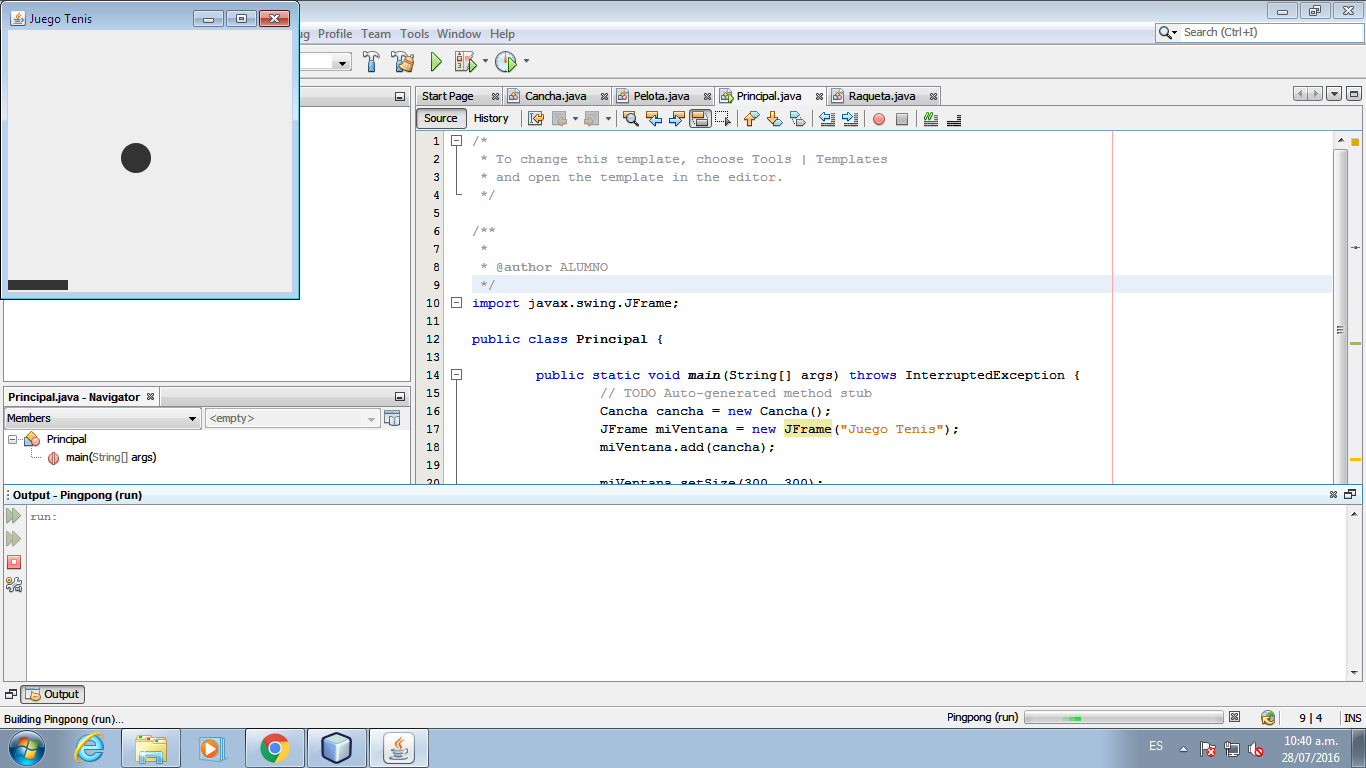 Juego Tenis
ug Profile Team Tools Window Help
Search (Ctrl+I)
Start Page Cancha.java Pelota.java Principal.java Raqueta.java
Source History
1 /*
2 * To change this template, choose Tools | Templates
3 * and open the template in the editor.
4 */
5
6 /**
7 *
8 * @author ALUMNO
9 */
10 import javax.swing.JFrame;
11
12 public class Principal {
13
14 public static void main(String[] args) throws InterruptedException {
15 // TODO Auto-generated method stub
16 Cancha cancha = new Cancha();
17 JFrame miVentana = new JFrame("Juego Tenis");
18 miVentana.add(cancha);
19
20 miVentana.setSize(300, 300);
Principal.java - Navigator
Members <empty>
Principal
main(String[] args)
Output - Pingpong (run)
run:
Output
Building Pingpong (run)... Pingpong (run) 9 | 4 INS
ES 10:40 a.m.
28/07/2016